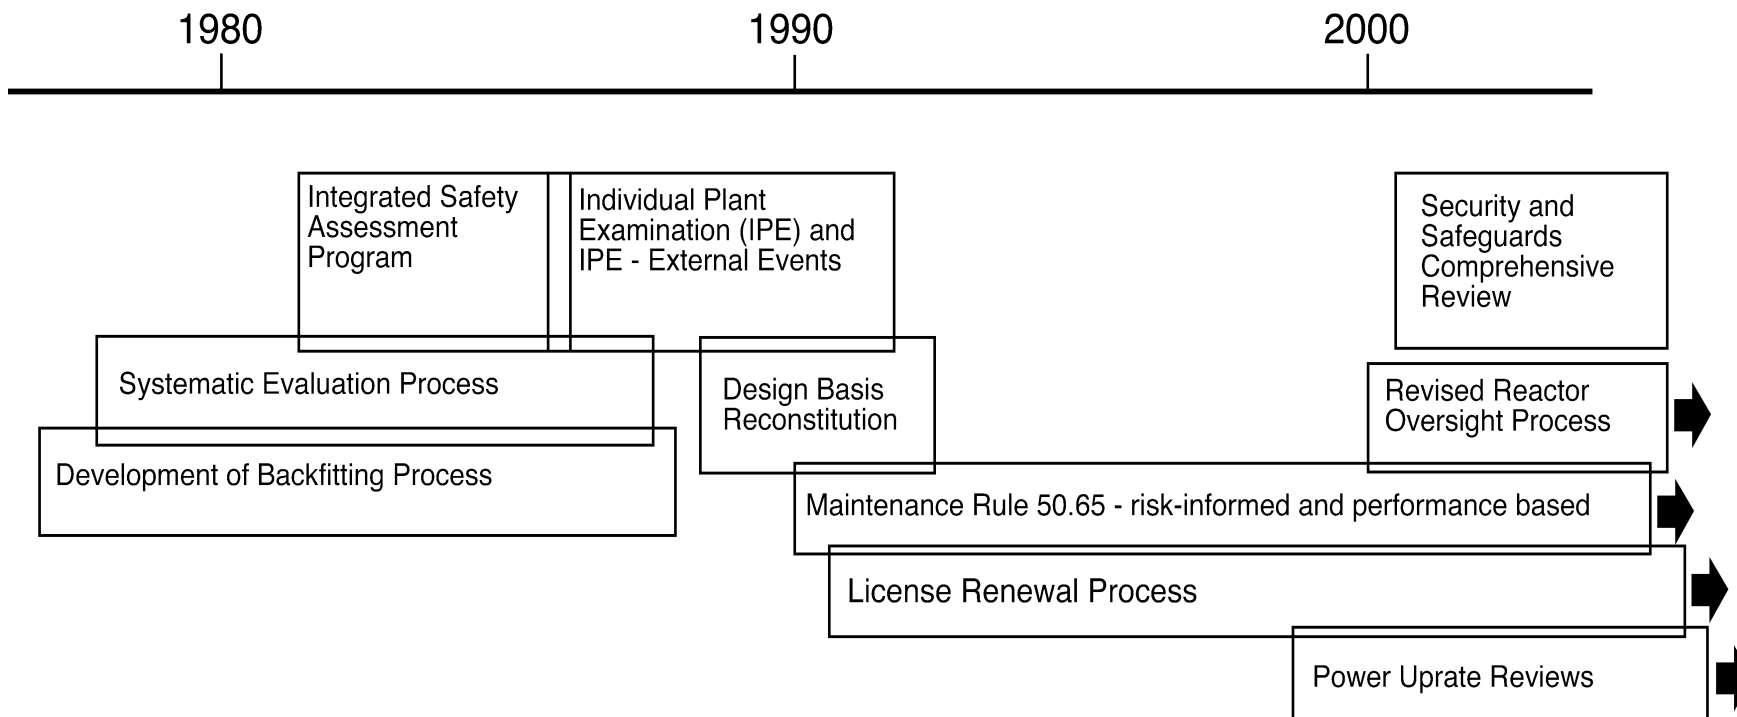 1980
1990
2000
Integrated Safety
Assessment
Program
Individual Plant
Examination (IPE) and
IPE - External Events
Security and
Safeguards
Comprehensive
Review
Systematic Evaluation Process
Design Basis
Reconstitution
Revised Reactor
Oversight Process
Development of Backfitting Process
Maintenance Rule 50.65 - risk-informed and performance based
License Renewal Process
Power Uprate Reviews